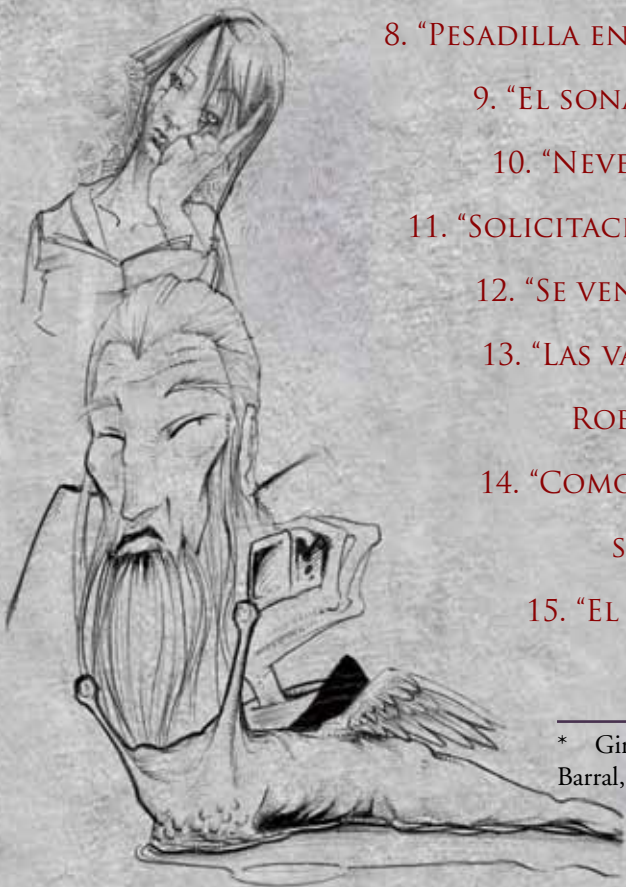 8. “Pesadilla en
9. “El son
10. “Neve
11. “Solicitaci
12. “Se ven
13. “Las va
Rob
14. “Como
s
15. “El
* Gir
Barral,